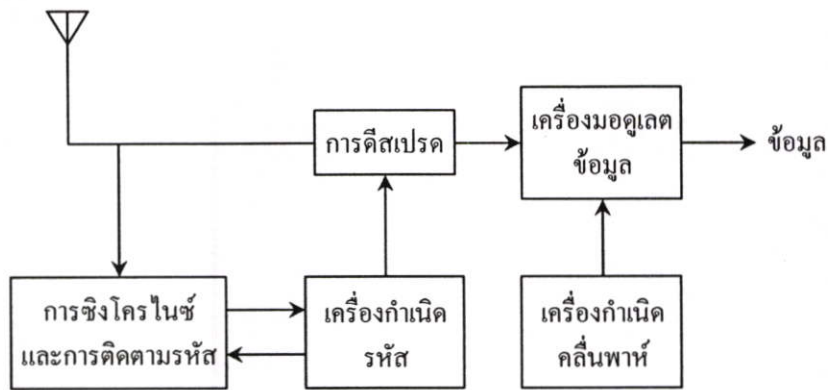 การดีสเปรด
เครื่องมอดูเลต
ข้อมูล
ข้อมูล
การซิงโครไนซ์
และการติดตามรหัส
เครื่องกำเนิด
รหัส
เครื่องกำเนิด
คลื่นพาห์